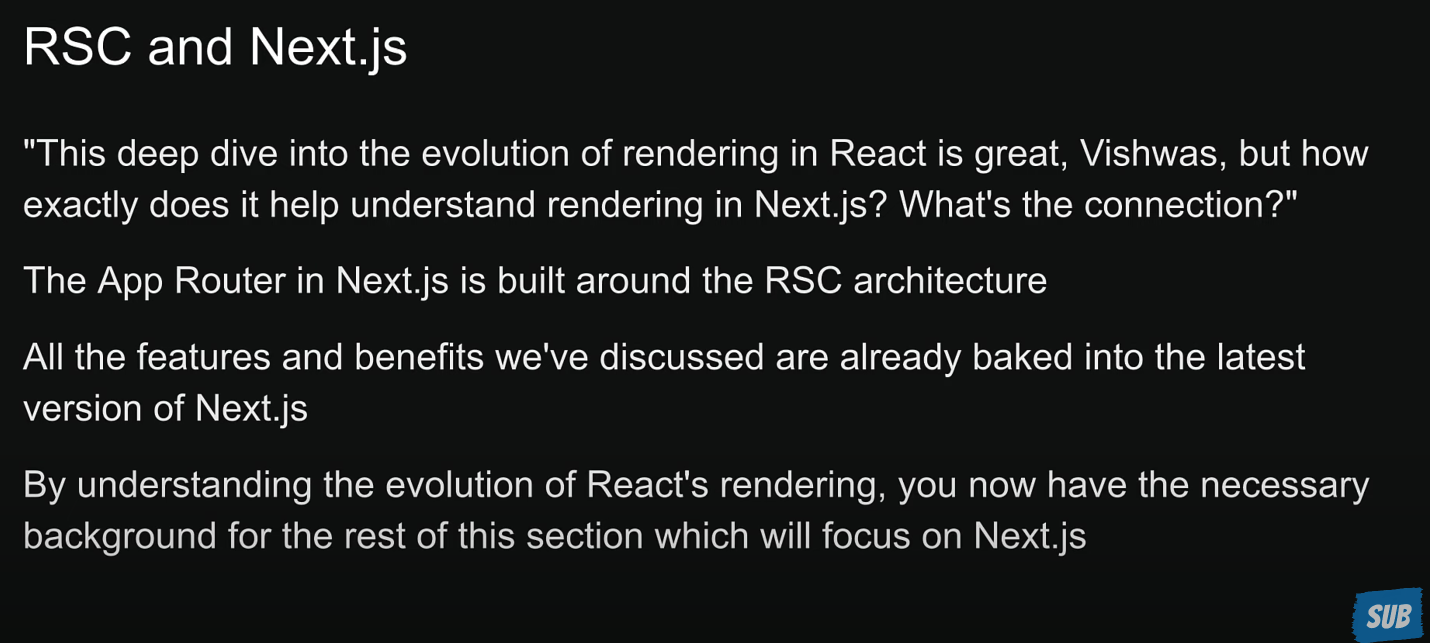 RSC and Next.js
"This deep dive into the evolution of rendering in React is great, Vishwas, but how
exactly does it help understand rendering in Next.js? What's the connection?"
The App Router in Next.js is built around the RSC architecture
All the features and benefits we've discussed are already baked into the latest
version of Next.js
By understanding the evolution of React's rendering, you now have the necessary
background for the rest of this section which will focus on Next.js
SUB